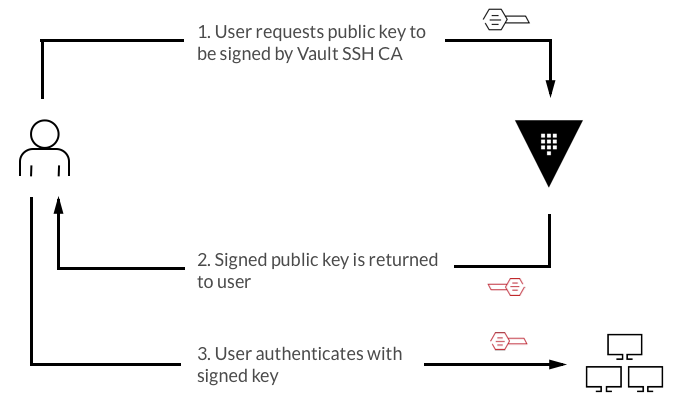 1. User requests public key to
be signed by Vault SSH CA
2. Signed public key is returned
to user
3. User authenticates with
signed key